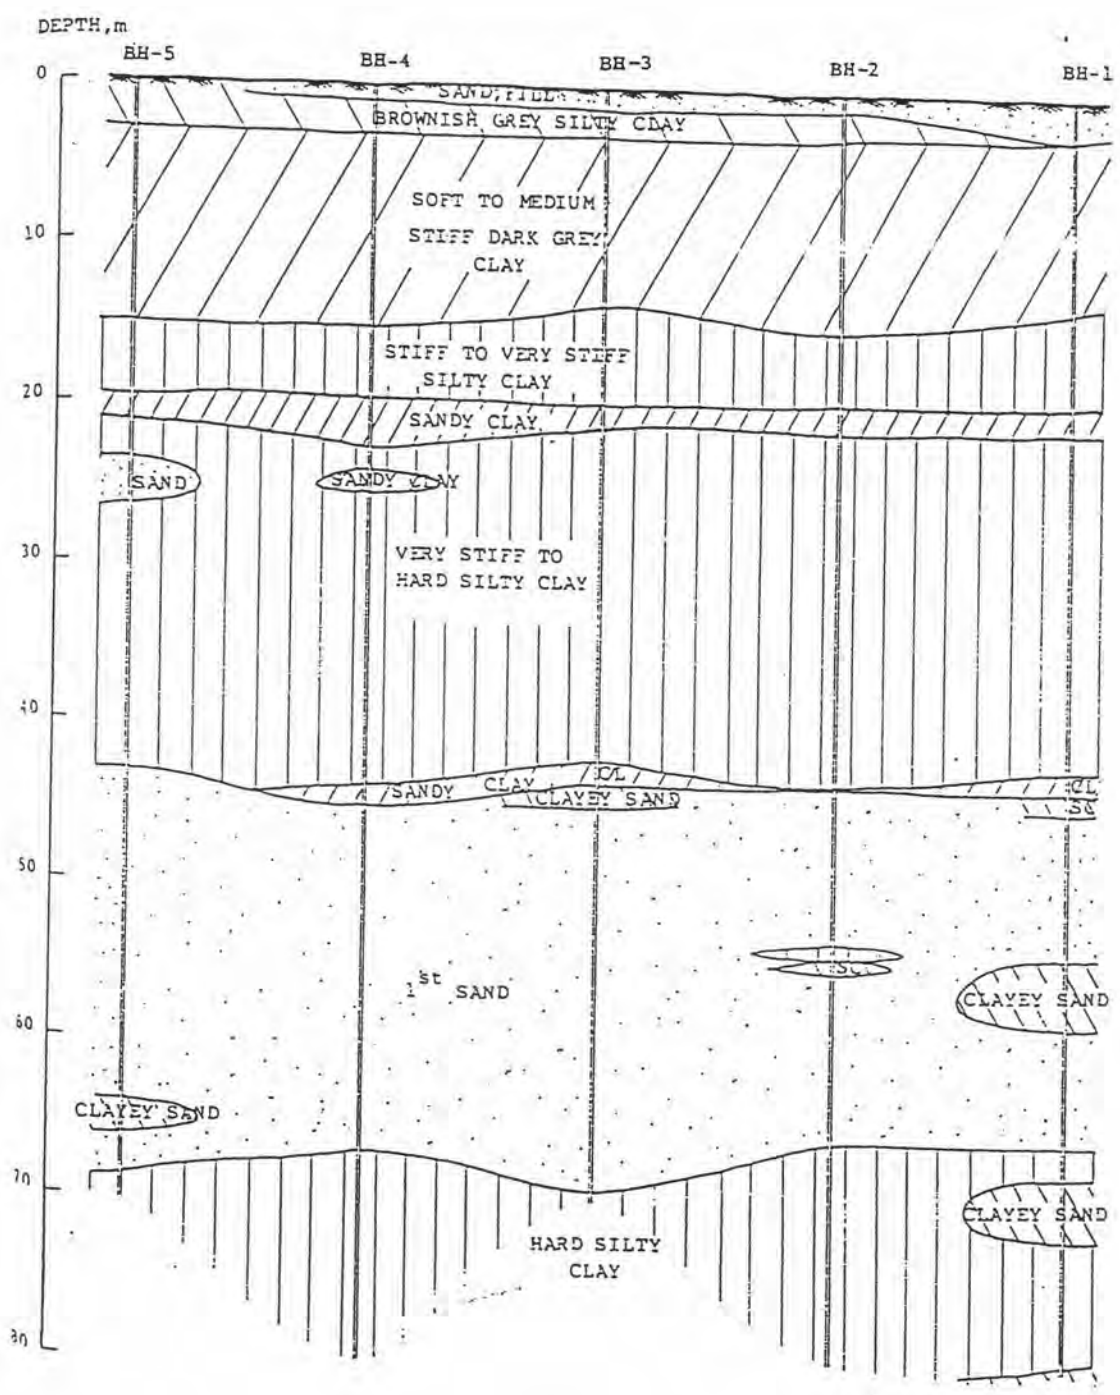 DEPTH,m
BH-5
BH-4
BH-3
BH-2
BH-1
0
SAND FILL
BROWNISH GREY SILTY CLAY
SOFT TO MEDIUM
STIFF DARK GREY
CLAY
10
STIFF TO VERY STIFF
SILTY CLAY
20
SANDY CLAY
SAND
SANDY CLAY
30
VERY STIFF TO
HARD SILTY CLAY
40
CL
SANDY CLAY
CLAYEY SAND
CL
SC
50
SC
1st SAND
CLAYEY SAND
60
CLAYEY SAND
70
CLAYEY SAND
HARD SILTY
CLAY
80